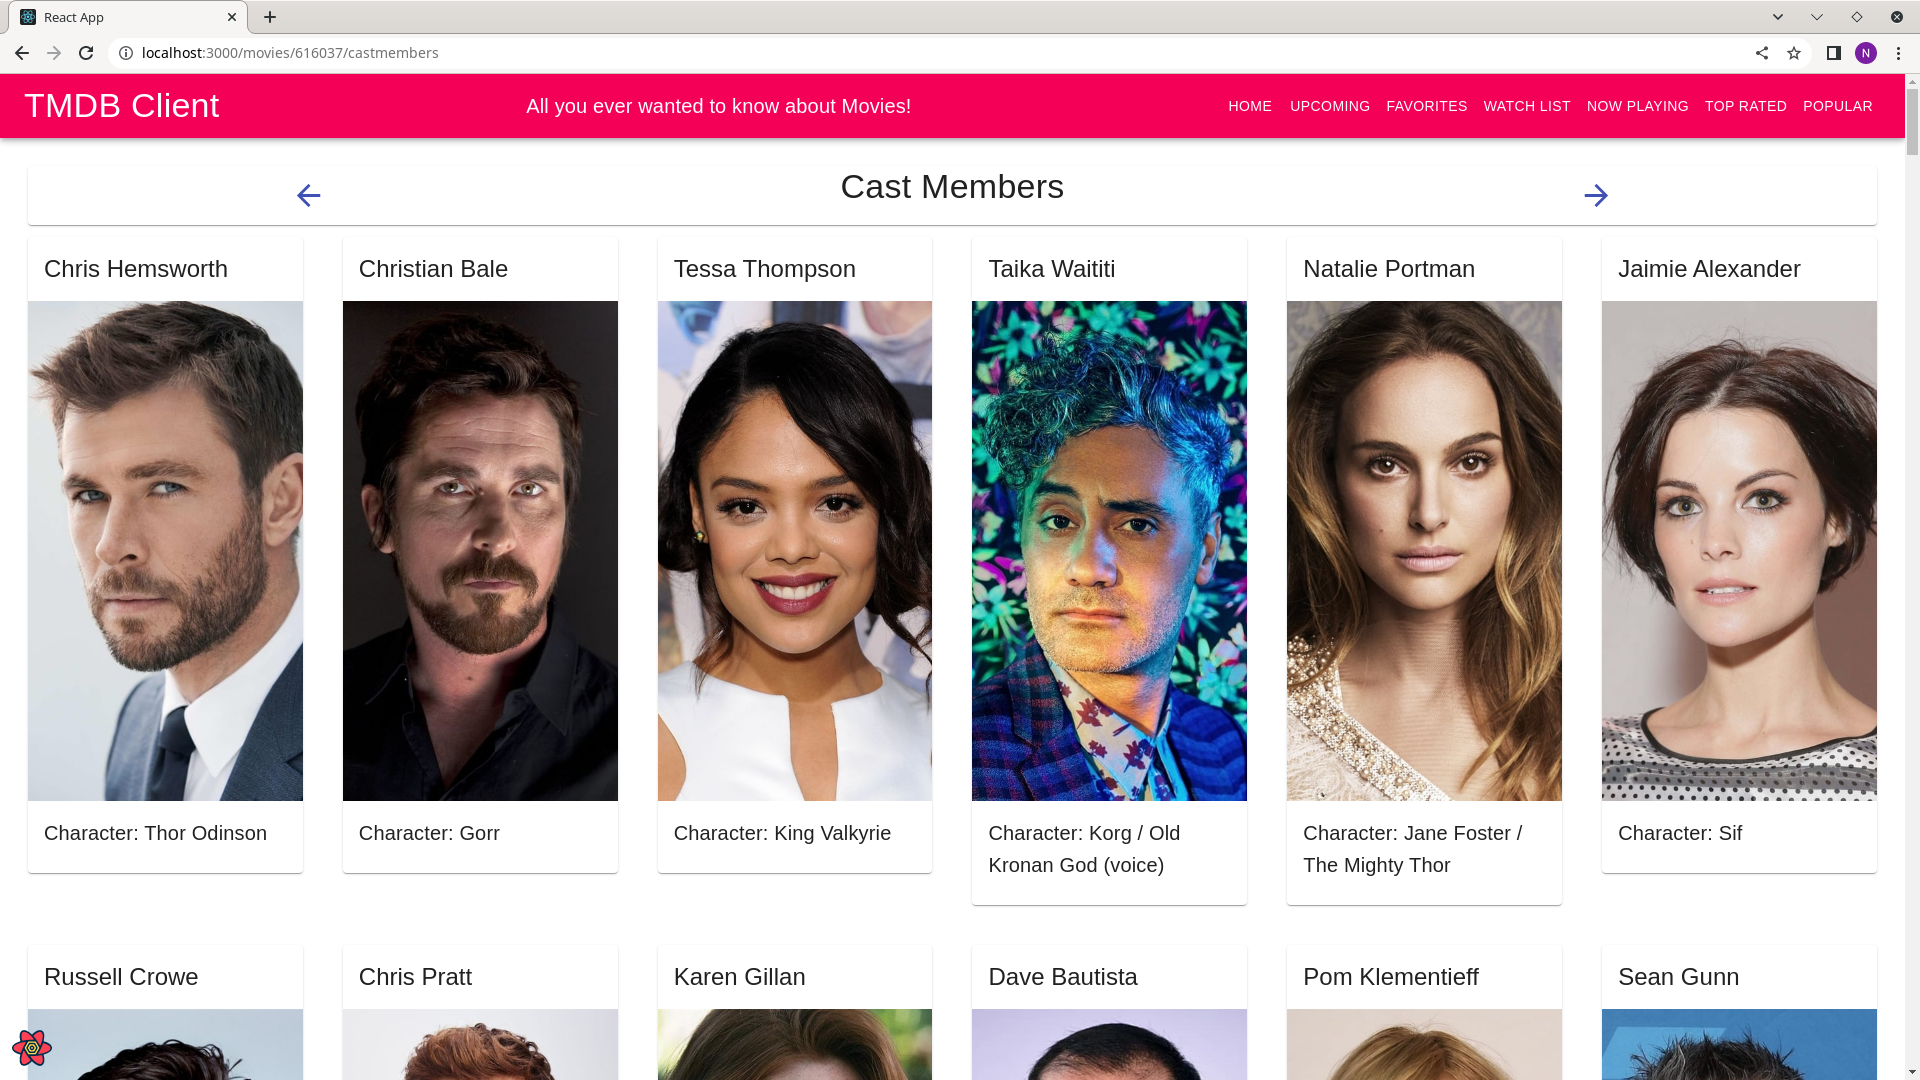 React App
localhost:3000/movies/616037/castmembers
N
TMDB Client
All you ever wanted to know about Movies!
HOME UPCOMING FAVORITES WATCH LIST NOW PLAYING TOP RATED POPULAR
Cast Members
Chris Hemsworth
Christian Bale
Tessa Thompson
Taika Waititi
Natalie Portman
Jaimie Alexander
Character: Thor Odinson
Character: Gorr
Character: King Valkyrie
Character: Korg / Old
Kronan God (voice)
Character: Jane Foster /
The Mighty Thor
Character: Sif
Russell Crowe
Chris Pratt
Karen Gillan
Dave Bautista
Pom Klementieff
Sean Gunn